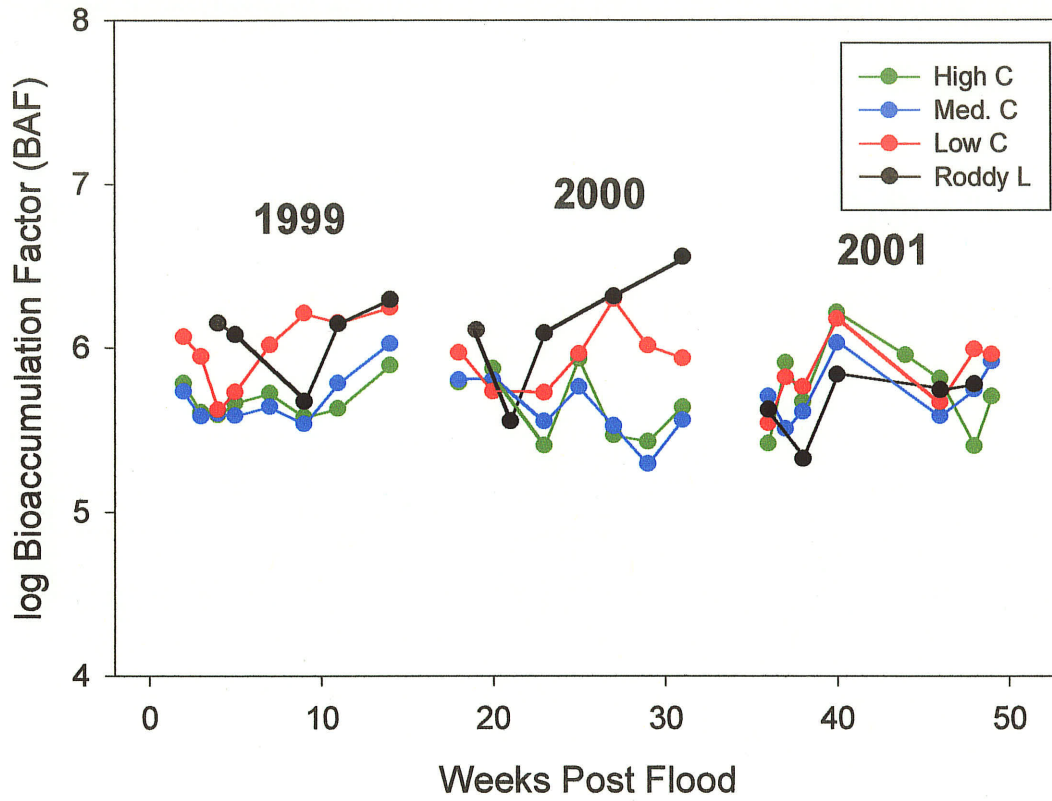 8
7
6
5
4
log Bioaccumulation Factor (BAF)
1999
2000
2001
High C
Med. C
Low C
Roddy L
0 10 20 30 40 50
Weeks Post Flood